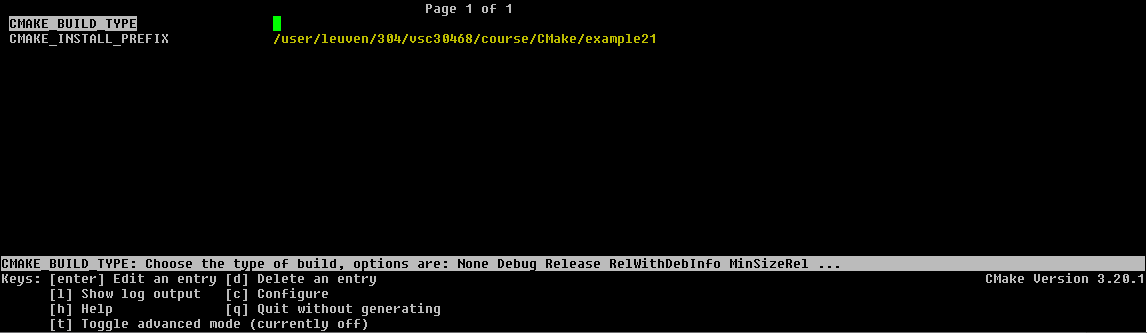 Page 1 of 1
CMAKE_BUILD_TYPE
CMAKE_INSTALL_PREFIX /user/leuven/304/vsc30468/course/CMake/example21
CMAKE_BUILD_TYPE: Choose the type of build, options are: None Debug Release RelWithDebInfo MinSizeRel ...
Keys: [enter] Edit an entry [d] Delete an entry CMake Version 3.20.1
[l] Show log output [c] Configure
[h] Help [q] Quit without generating
[t] Toggle advanced mode (currently off)